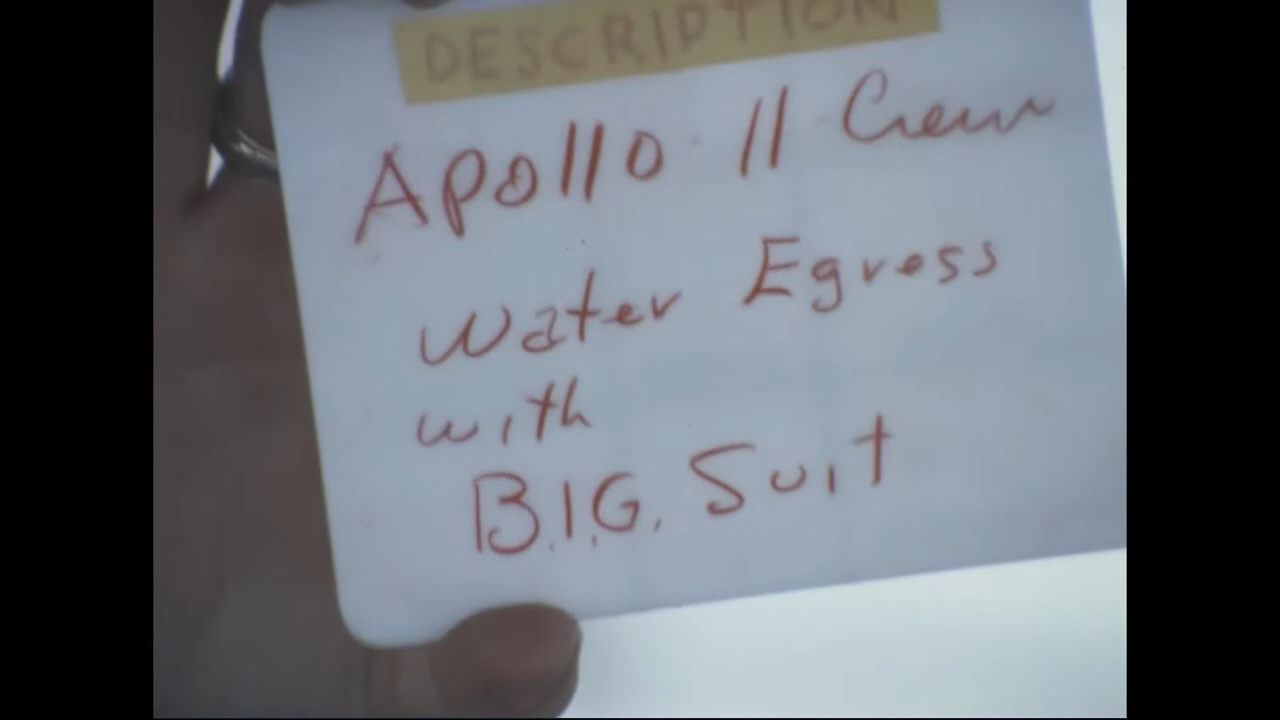 DESCRIPTION
Apollo 11 Crew
Water Egress
with
B.I.G. Suit